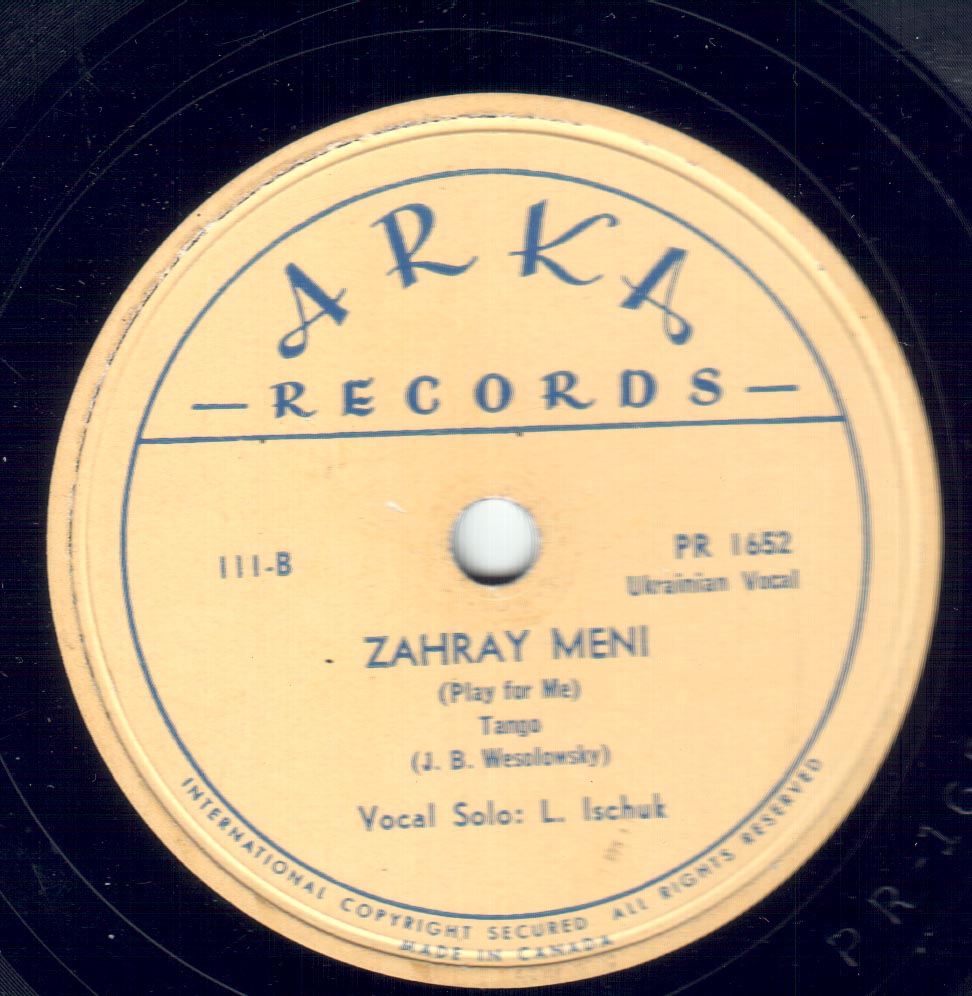 ARKA
RECORDS
111-B
PR 1652
Ukrainian Vocal
ZAHRAY MENI
(Play for Me)
Tango
(J. B. Wesolowsky)
Vocal Solo: L. Ischuk
INTERNATIONAL COPYRIGHT SECURED ALL RIGHTS RESERVED
MADE IN CANADA